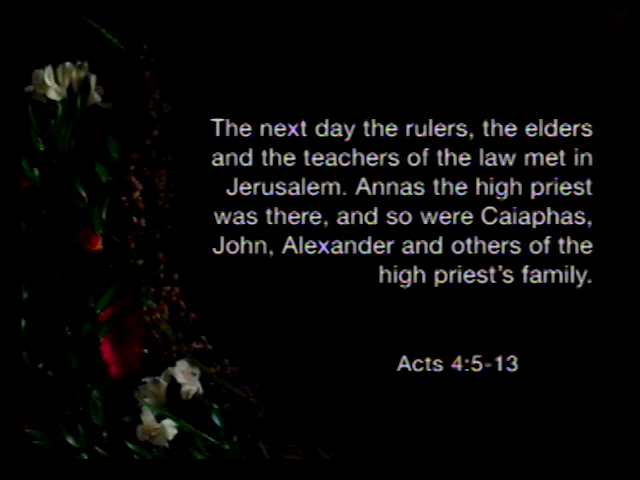 The next day the rulers, the elders
and the teachers of the law met in
Jerusalem. Annas the high priest
was there, and so were Caiaphas,
John, Alexander and others of the
high priest's family.
Acts 4:5-13